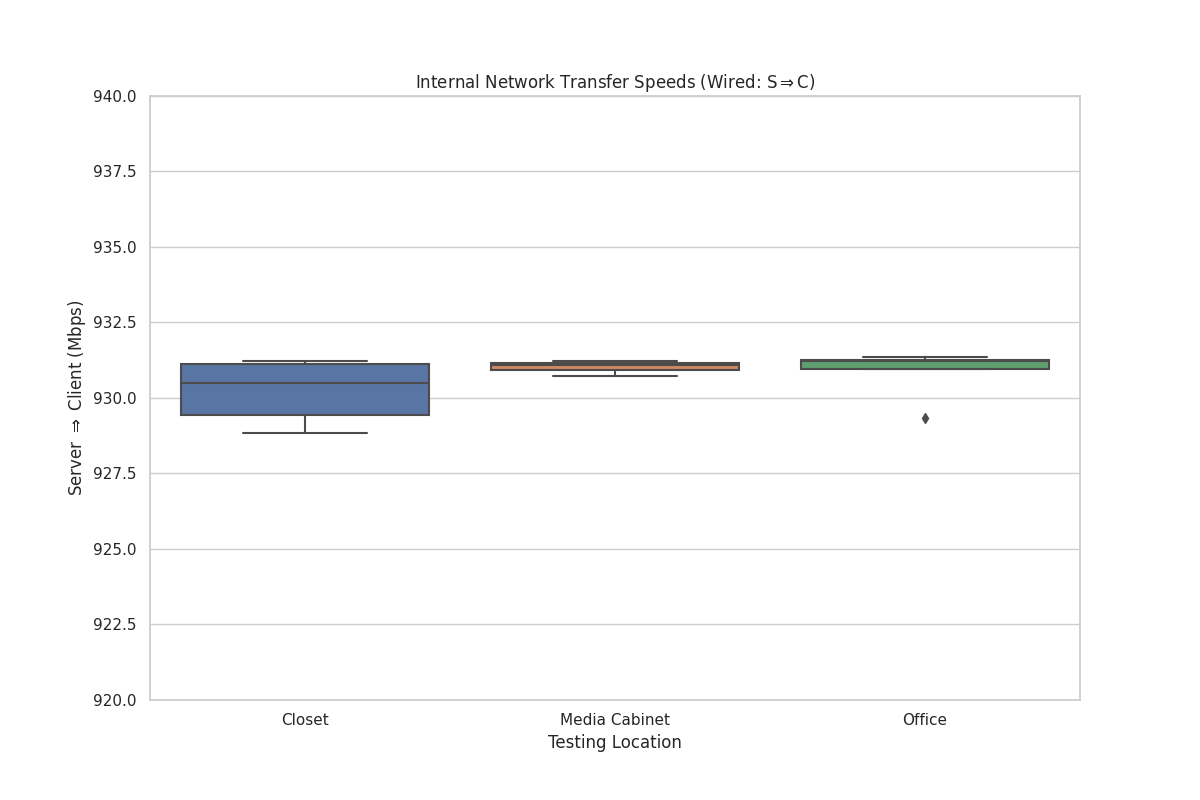 Internal Network Transfer Speeds (Wired: S⇒C)
940.0
937.5
935.0
932.5
930.0
927.5
925.0
922.5
920.0
Server ⇒ Client (Mbps)
Closet
Media Cabinet
Office
Testing Location